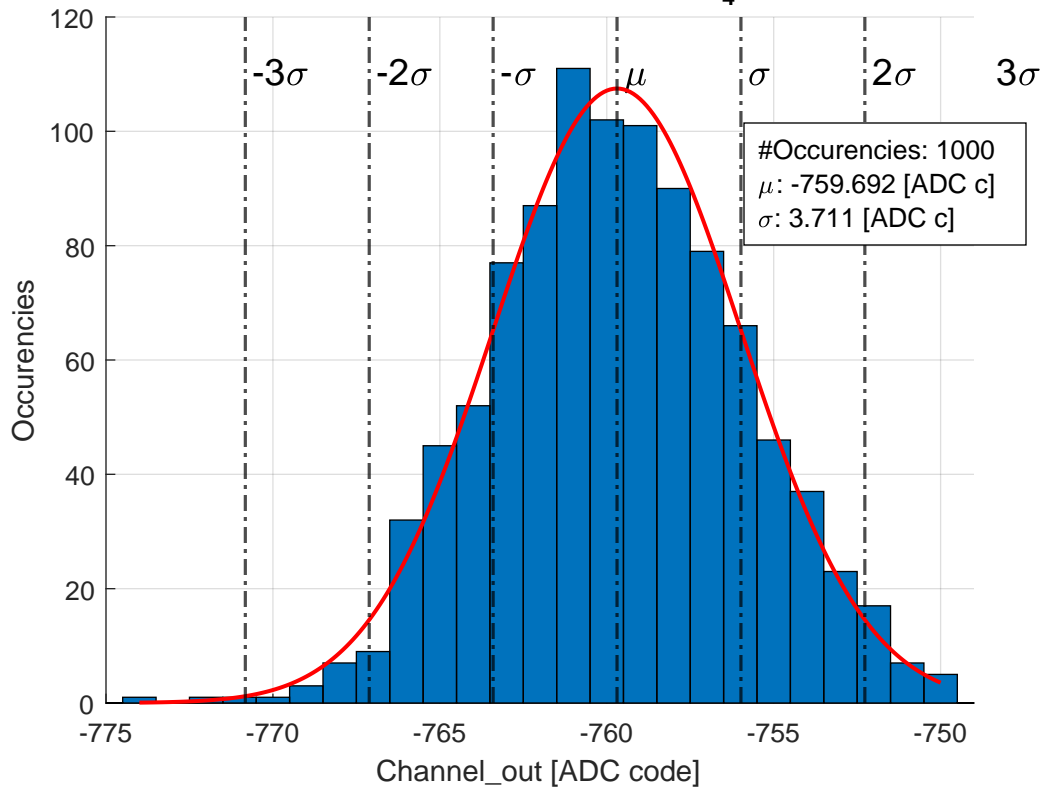 4
120
-3σ -2σ -σ μ σ 2σ 3σ
100
#Occurencies: 1000
μ: -759.692 [ADC c]
σ: 3.711 [ADC c]
80
60
40
20
0
Occurencies
-775 -770 -765 -760 -755 -750
Channel_out [ADC code]